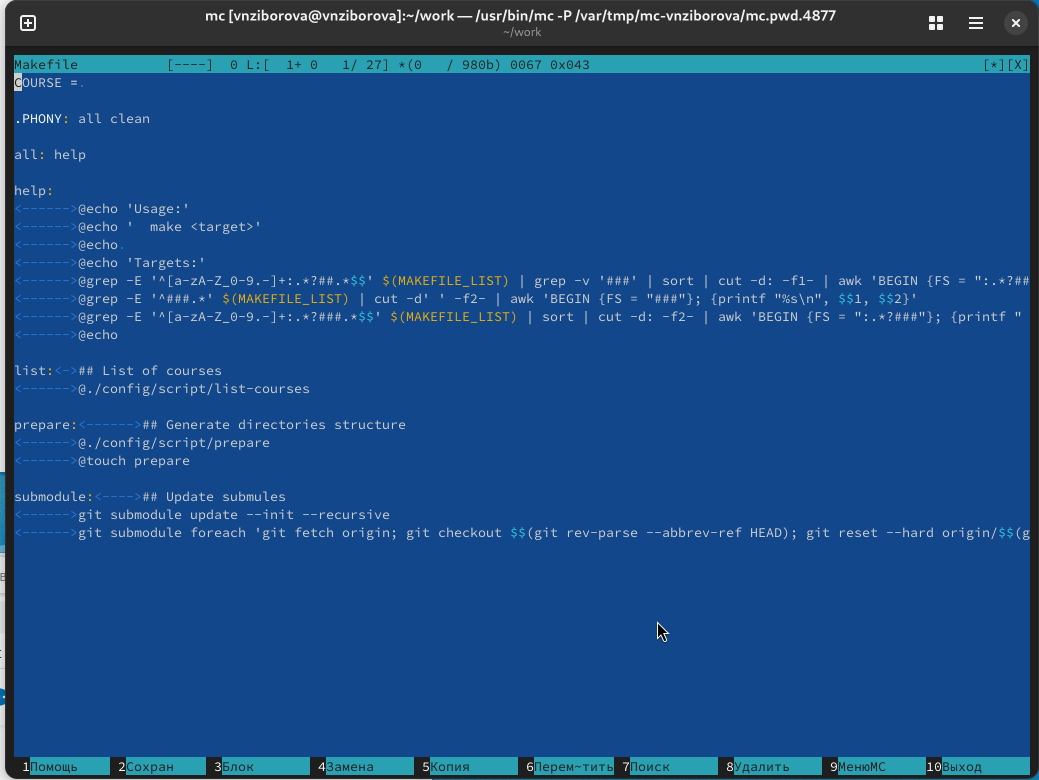 mc [vnziborova@vnziborova]:~/work — /usr/bin/mc -P /var/tmp/mc-vnziborova/mc.pwd.4877
~/work
Makefile [----] 0 L:[ 1+ 0 1/ 27] *(0 / 980b) 0067 0x043 [*][X]
COURSE =.
.PHONY: all clean
all: help
help:
<------>@echo 'Usage:'
<------>@echo '  make <target>'
<------>@echo.
<------>@echo 'Targets:'
<------>@grep -E '^[a-zA-Z_0-9.-]+:.*?##.*$$' $(MAKEFILE_LIST) | grep -v '###' | sort | cut -d: -f1- | awk 'BEGIN {FS = ":.*?##
<------>@grep -E '^###.*' $(MAKEFILE_LIST) | cut -d' ' -f2- | awk 'BEGIN {FS = "###"}; {printf "%s\n", $$1, $$2}'
<------>@grep -E '^[a-zA-Z_0-9.-]+:.*?###.*$$' $(MAKEFILE_LIST) | sort | cut -d: -f2- | awk 'BEGIN {FS = ":.*?###"}; {printf "
<------>@echo
list:<->## List of courses
<------>@./config/script/list-courses
prepare:<------>## Generate directories structure
<------>@./config/script/prepare
<------>@touch prepare
submodule:<---->## Update submules
<------>git submodule update --init --recursive
<------>git submodule foreach 'git fetch origin; git checkout $$(git rev-parse --abbrev-ref HEAD); git reset --hard origin/$$(g
1Помощь 2Сохран 3Блок 4Замена 5Копия 6Перем~тить 7Поиск 8Удалить 9МенюМС 10Выход